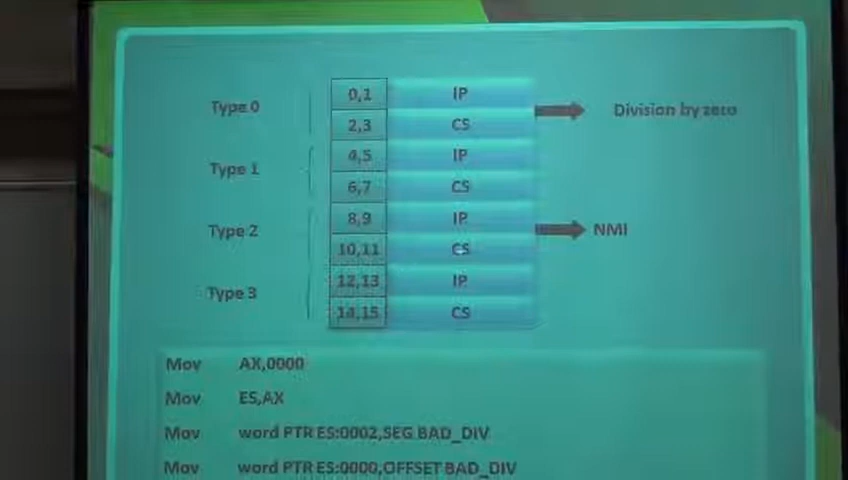 0,1 IP
Type 0 Division by zero
2,3 CS
4,5 IP
Type 1
6,7 CS
8,9 IP
Type 2 NMI
10,11 CS
12,13 IP
Type 3
14,15 CS
Mov AX,0000
Mov ES,AX
Mov word PTR ES:0002,SEG BAD_DIV
Mov word PTR ES:0000,OFFSET BAD_DIV